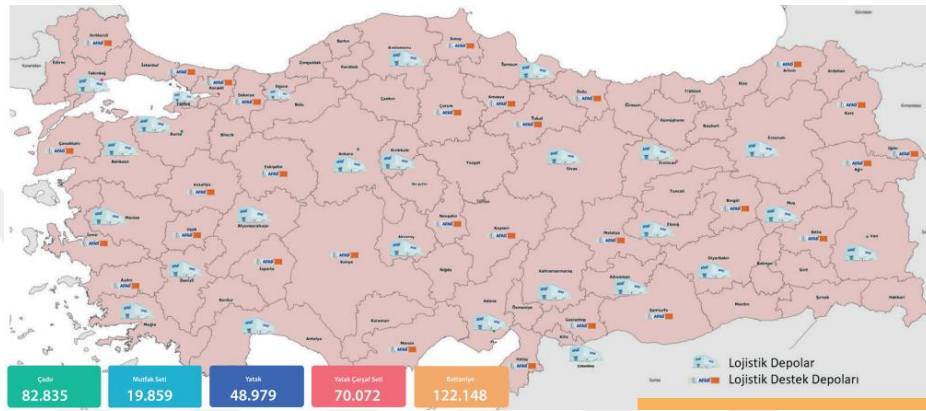 Kırklareli
Edirne
Tekirdağ
İstanbul
Kocaeli
Yalova
Sakarya
Düzce
Bolu
Zonguldak
Bartın
Karabük
Kastamonu
Sinop
Samsun
Çankırı
Çorum
Amasya
Tokat
Ordu
Giresun
Trabzon
Rize
Artvin
Ardahan
Kars
Gümüşhane
Bayburt
Erzurum
Iğdır
Ağrı
Çanakkale
Balıkesir
Bursa
Bilecik
Eskişehir
Ankara
Kırıkkale
Yozgat
Sivas
Erzincan
Tunceli
Kütahya
Manisa
İzmir
Uşak
Afyonkarahisar
Aksaray
Nevşehir
Kayseri
Malatya
Elazığ
Bingöl
Muş
Bitlis
Van
Aydın
Denizli
Isparta
Konya
Niğde
Kahramanmaraş
Adıyaman
Diyarbakır
Batman
Siirt
Muğla
Burdur
Antalya
Karaman
Mersin
Adana
Osmaniye
Gaziantep
Kilis
Şanlıurfa
Mardin
Şırnak
Hakkari
Hatay
Lojistik Depolar
AFAD Lojistik Destek Depoları
Çadır
82.835
Mutfak Seti
19.859
Yatak
48.979
Yatak Çarşaf Seti
70.072
Battaniye
122.148